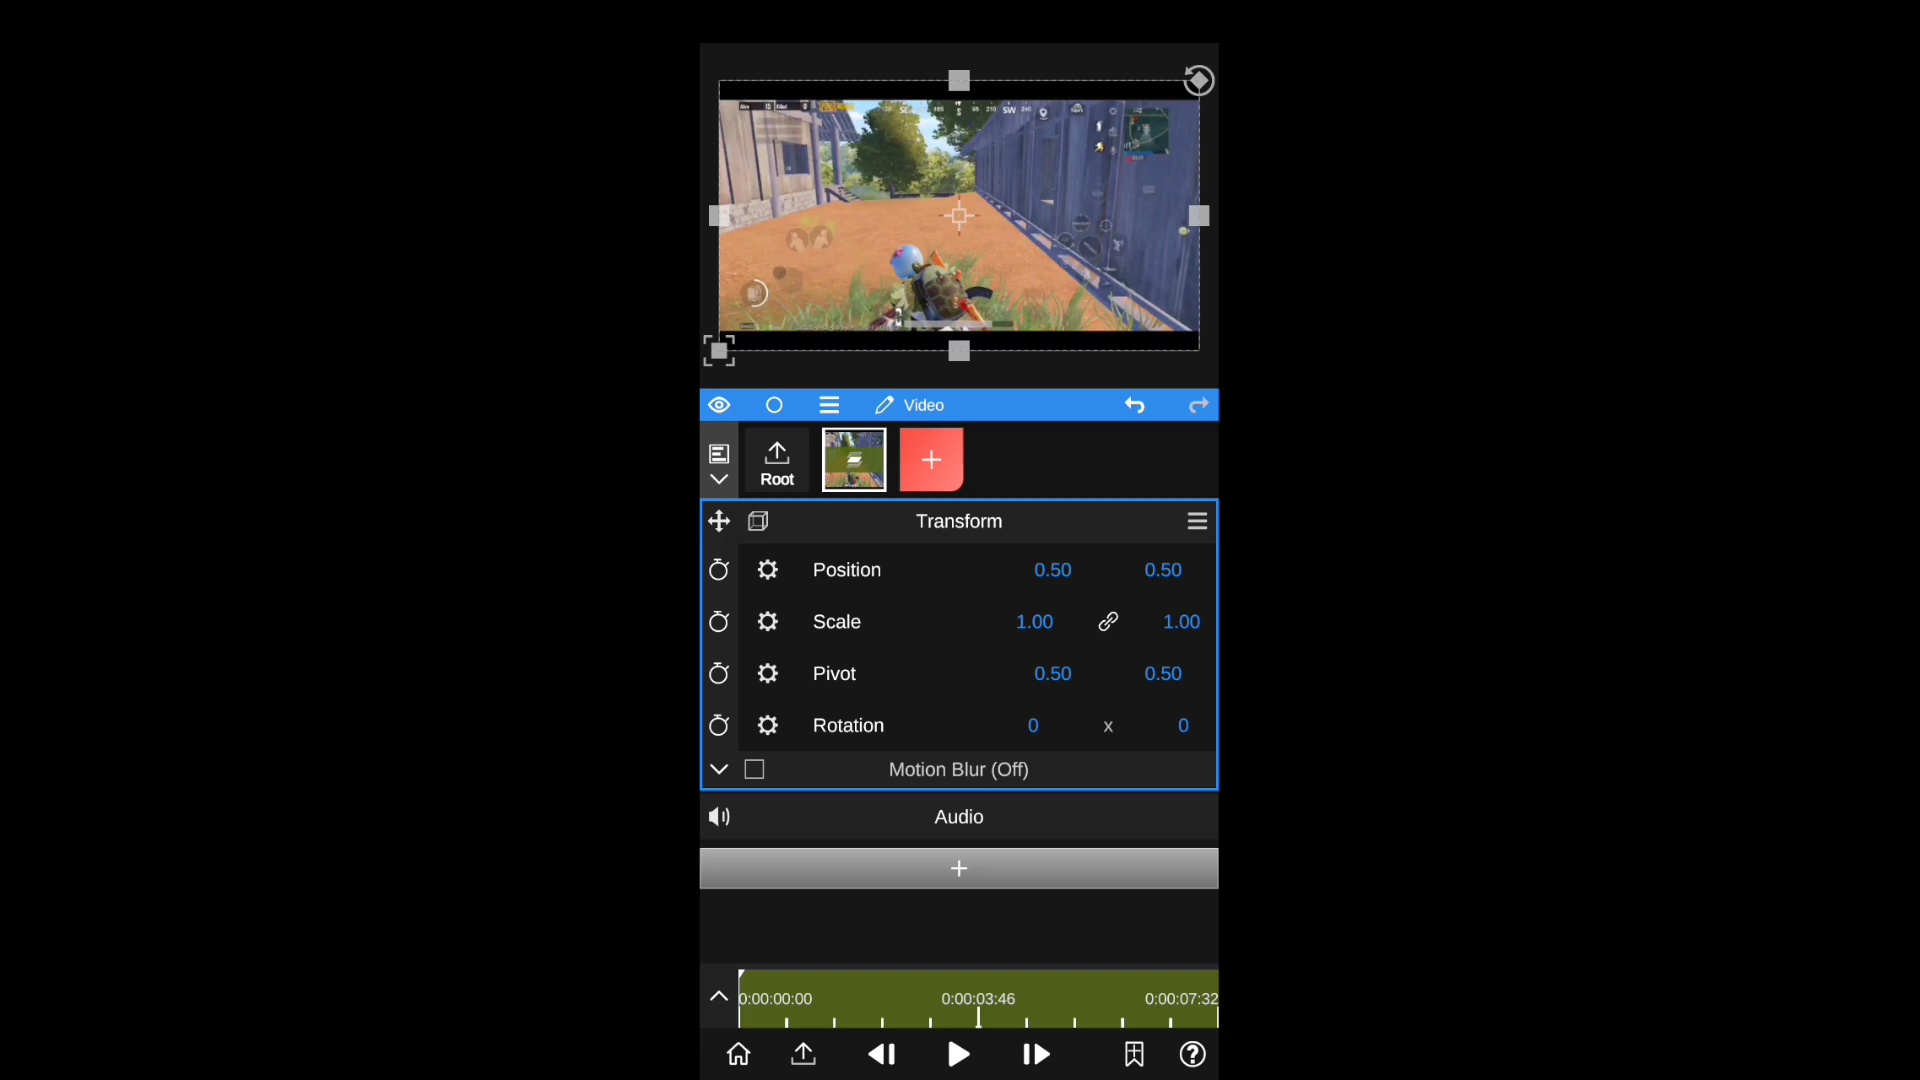 SW
Video
Root
Transform
Position 0.50 0.50
Scale 1.00 1.00
Pivot 0.50 0.50
Rotation 0 x 0
Motion Blur (Off)
Audio
0:00:00:00 0:00:03:46 0:00:07:32